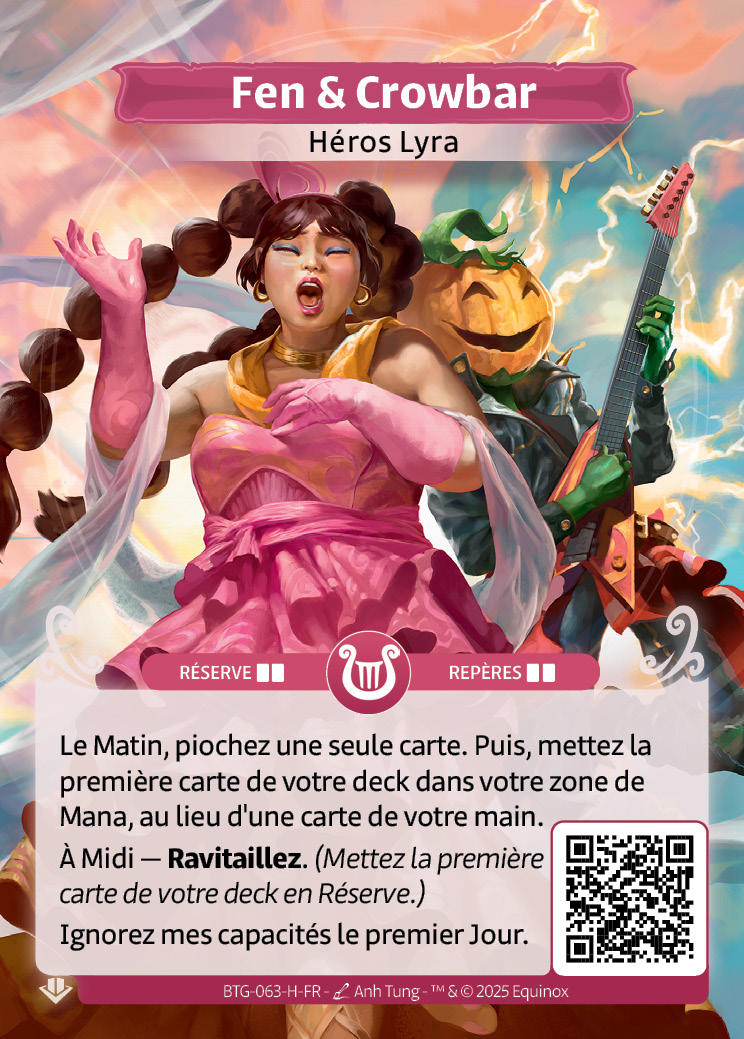 Fen & Crowbar
Héros Lyra
RÉSERVE
REPÈRES
Le Matin, piochez une seule carte. Puis, mettez la
première carte de votre deck dans votre zone de
Mana, au lieu d'une carte de votre main.
À Midi — Ravitaillez. (Mettez la première
carte de votre deck en Réserve.)
Ignorez mes capacités le premier Jour.
BTG-063-H-FR - Anh Tung - ™ & © 2025 Equinox